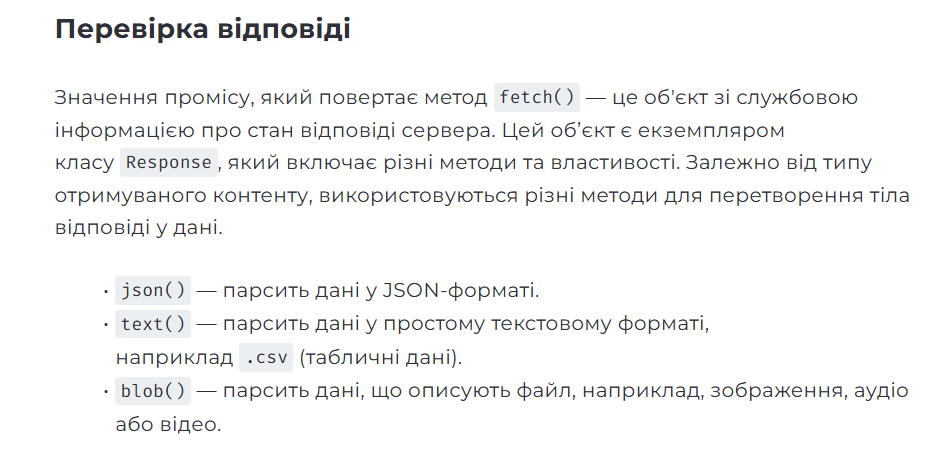 Перевірка відповіді
Значення промісу, який повертає метод fetch() — це об'єкт зі службовою
інформацією про стан відповіді сервера. Цей об’єкт є екземпляром
класу Response, який включає різні методи та властивості. Залежно від типу
отримуваного контенту, використовуються різні методи для перетворення тіла
відповіді у дані.
• json() — парсить дані у JSON-форматі.
• text() — парсить дані у простому текстовому форматі,
наприклад .csv (табличні дані).
• blob() — парсить дані, що описують файл, наприклад, зображення, аудіо
або відео.